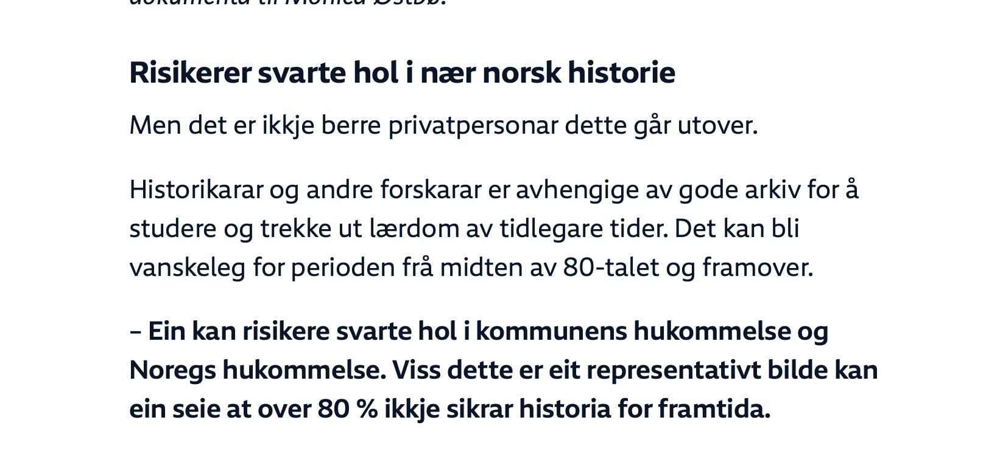 dokumenta til Monica Østbø.
Risikerer svarte hol i nær norsk historie
Men det er ikkje berre privatpersonar dette går utover.
Historikarar og andre forskarar er avhengige av gode arkiv for å
studere og trekke ut lærdom av tidlegare tider. Det kan bli
vanskeleg for perioden frå midten av 80-talet og framover.
– Ein kan risikere svarte hol i kommunens hukommelse og
Noregs hukommelse. Viss dette er eit representativt bilde kan
ein seie at over 80 % ikkje sikrar historia for framtida.